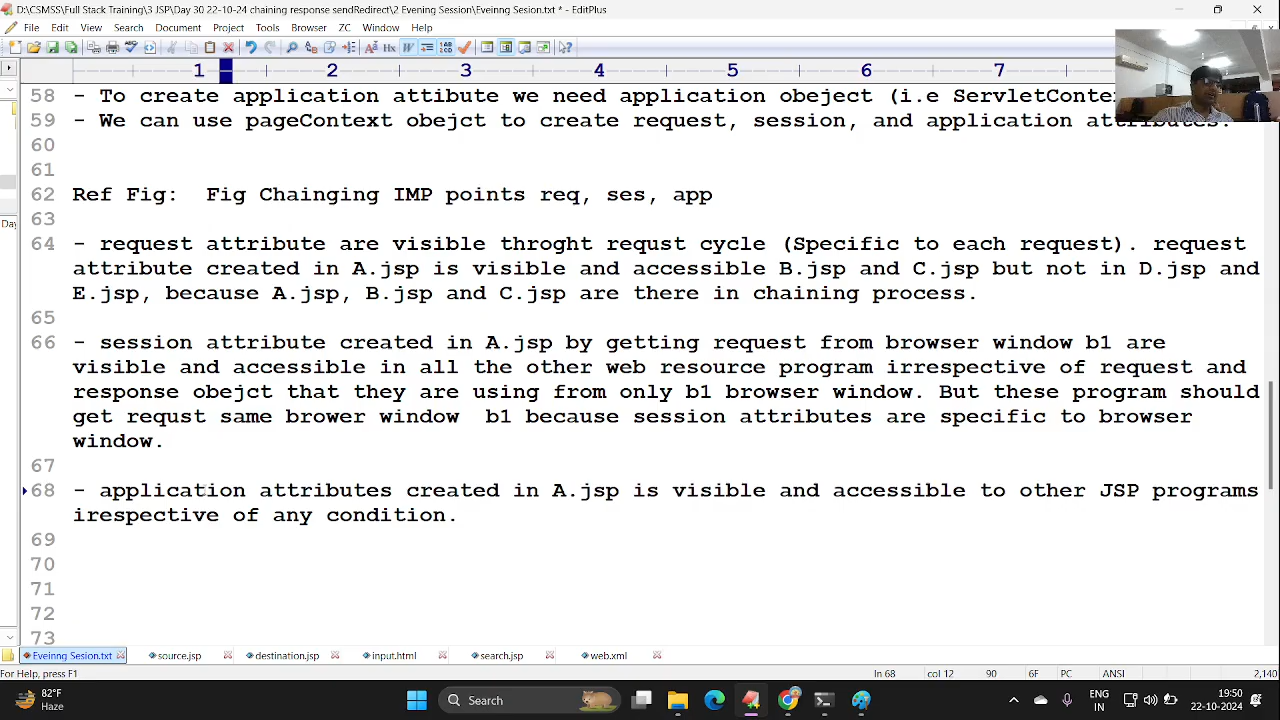 D:\CSMSS\Full Stack Training\3 JSP\Day 30 22-10-24 chaining response sendRedirect\2 Evening Session\Eveinng Sesion.txt * - EditPlus
File Edit View Search Document Project Tools Browser ZC Window Help
1 2 3 4 5 6 7
58 - To create application attibute we need application obeject (i.e ServletConte
59 - We can use pageContext obejct to create request, session, and application attributes.
60
61
62 Ref Fig: Fig Chainging IMP points req, ses, app
63
64 - request attribute are visible throght requst cycle (Specific to each request). request
attribute created in A.jsp is visible and accessible B.jsp and C.jsp but not in D.jsp and
E.jsp, because A.jsp, B.jsp and C.jsp are there in chaining process.
65
66 - session attribute created in A.jsp by getting request from browser window b1 are
visible and accessible in all the other web resource program irrespective of request and
response obejct that they are using from only b1 browser window. But these program should
get requst same brower window b1 because session attributes are specific to browser
window.
67
68 - application attributes created in A.jsp is visible and accessible to other JSP programs
irespective of any condition.
69
70
71
72
73
Eveinng Sesion.txt source.jsp destination.jsp input.html search.jsp web.xml
For Help, press F1 ln 68 col 12 90 6F PC ANSI 2,140
82°F
Haze
Search
ENG
IN
19:50
22-10-2024